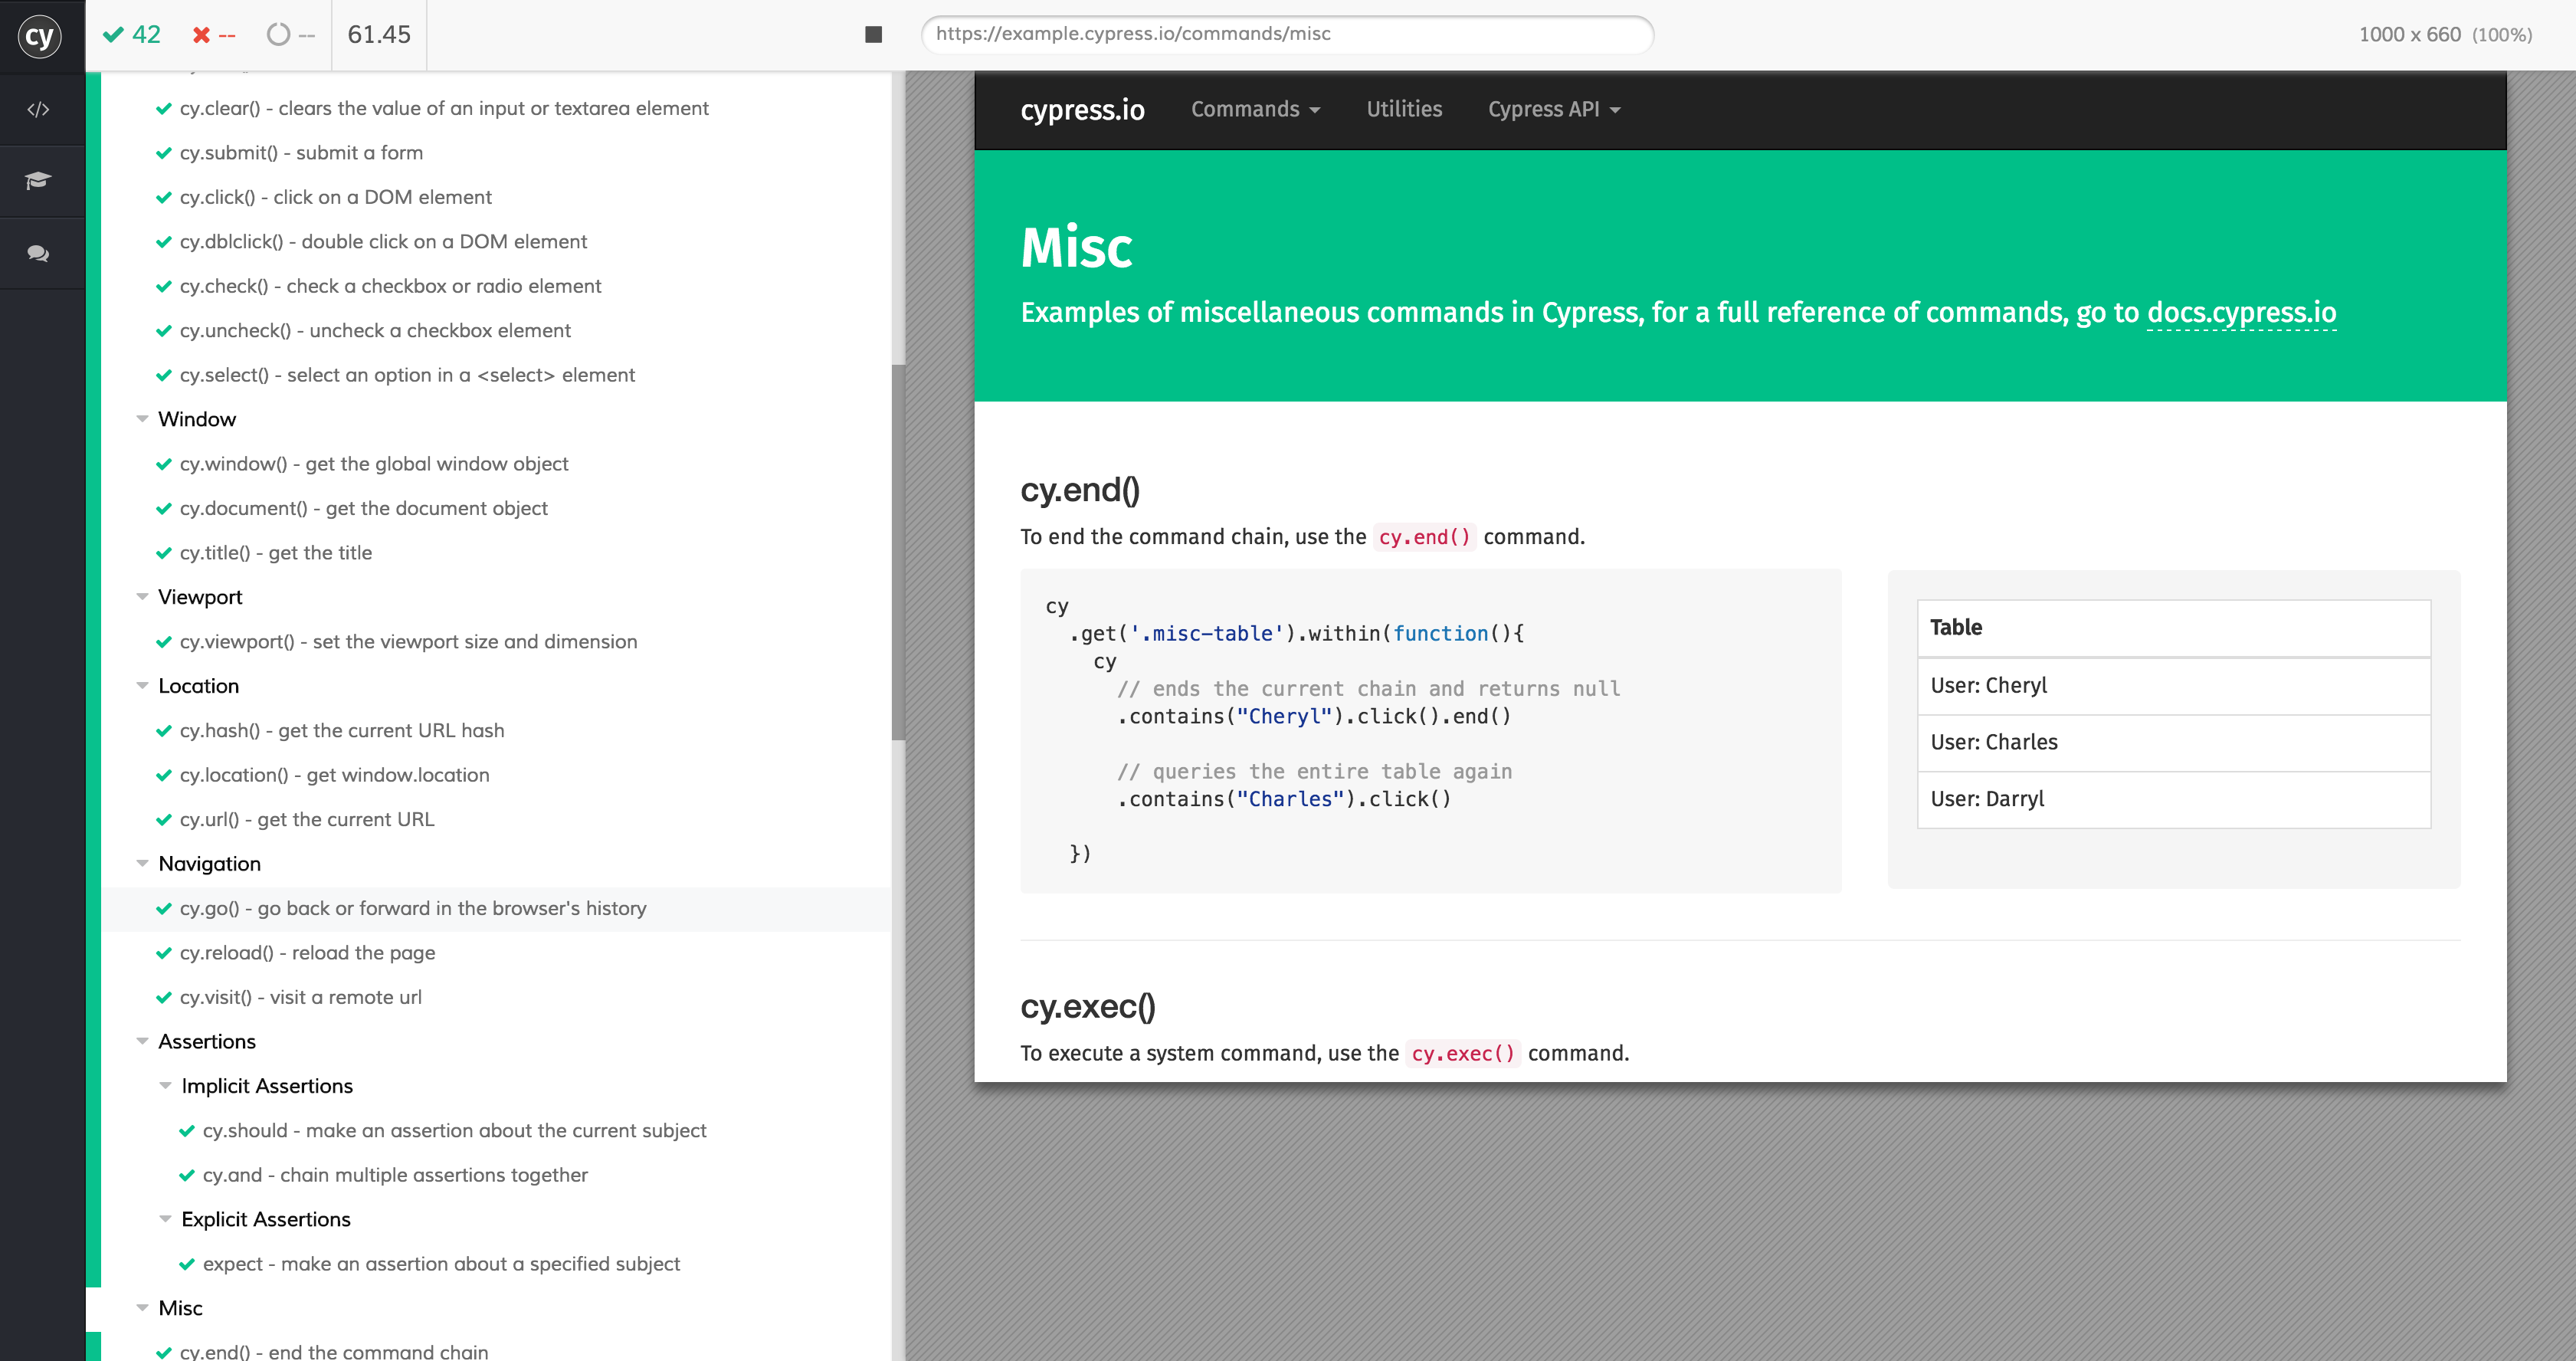 cy
42
--
--
61.45
https://example.cypress.io/commands/misc
1000 x 660 (100%)
</>
cy.clear() - clears the value of an input or textarea element
cy.submit() - submit a form
cy.click() - click on a DOM element
cy.dblclick() - double click on a DOM element
cy.check() - check a checkbox or radio element
cy.uncheck() - uncheck a checkbox element
cy.select() - select an option in a <select> element
Window
cy.window() - get the global window object
cy.document() - get the document object
cy.title() - get the title
Viewport
cy.viewport() - set the viewport size and dimension
Location
cy.hash() - get the current URL hash
cy.location() - get window.location
cy.url() - get the current URL
Navigation
cy.go() - go back or forward in the browser's history
cy.reload() - reload the page
cy.visit() - visit a remote url
Assertions
Implicit Assertions
cy.should - make an assertion about the current subject
cy.and - chain multiple assertions together
Explicit Assertions
expect - make an assertion about a specified subject
Misc
cy.end() - end the command chain
cypress.io
Commands
Utilities
Cypress API
Misc
Examples of miscellaneous commands in Cypress, for a full reference of commands, go to docs.cypress.io
cy.end()
To end the command chain, use the cy.end() command.
cy
.get('.misc-table').within(function(){
cy
// ends the current chain and returns null
.contains("Cheryl").click().end()
// queries the entire table again
.contains("Charles").click()
})
Table
User: Cheryl
User: Charles
User: Darryl
cy.exec()
To execute a system command, use the cy.exec() command.